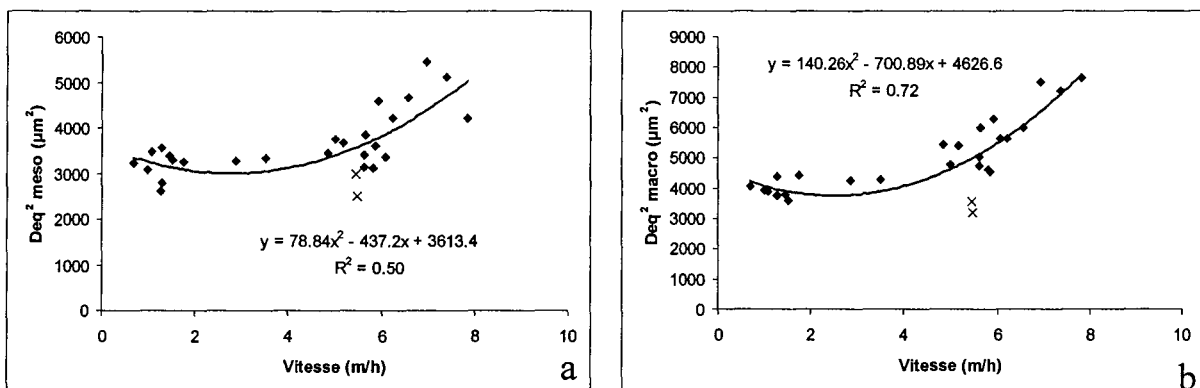 6000
5000
4000
3000
2000
1000
0
Deq² meso (µm²)
y = 78.84x² - 437.2x + 3613.4
R² = 0.50
0 2 4 6 8 10
Vitesse (m/h)
a
9000
8000
7000
6000
5000
4000
3000
2000
1000
0
Deq² macro (µm²)
y = 140.26x² - 700.89x + 4626.6
R² = 0.72
0 2 4 6 8 10
Vitesse (m/h)
b